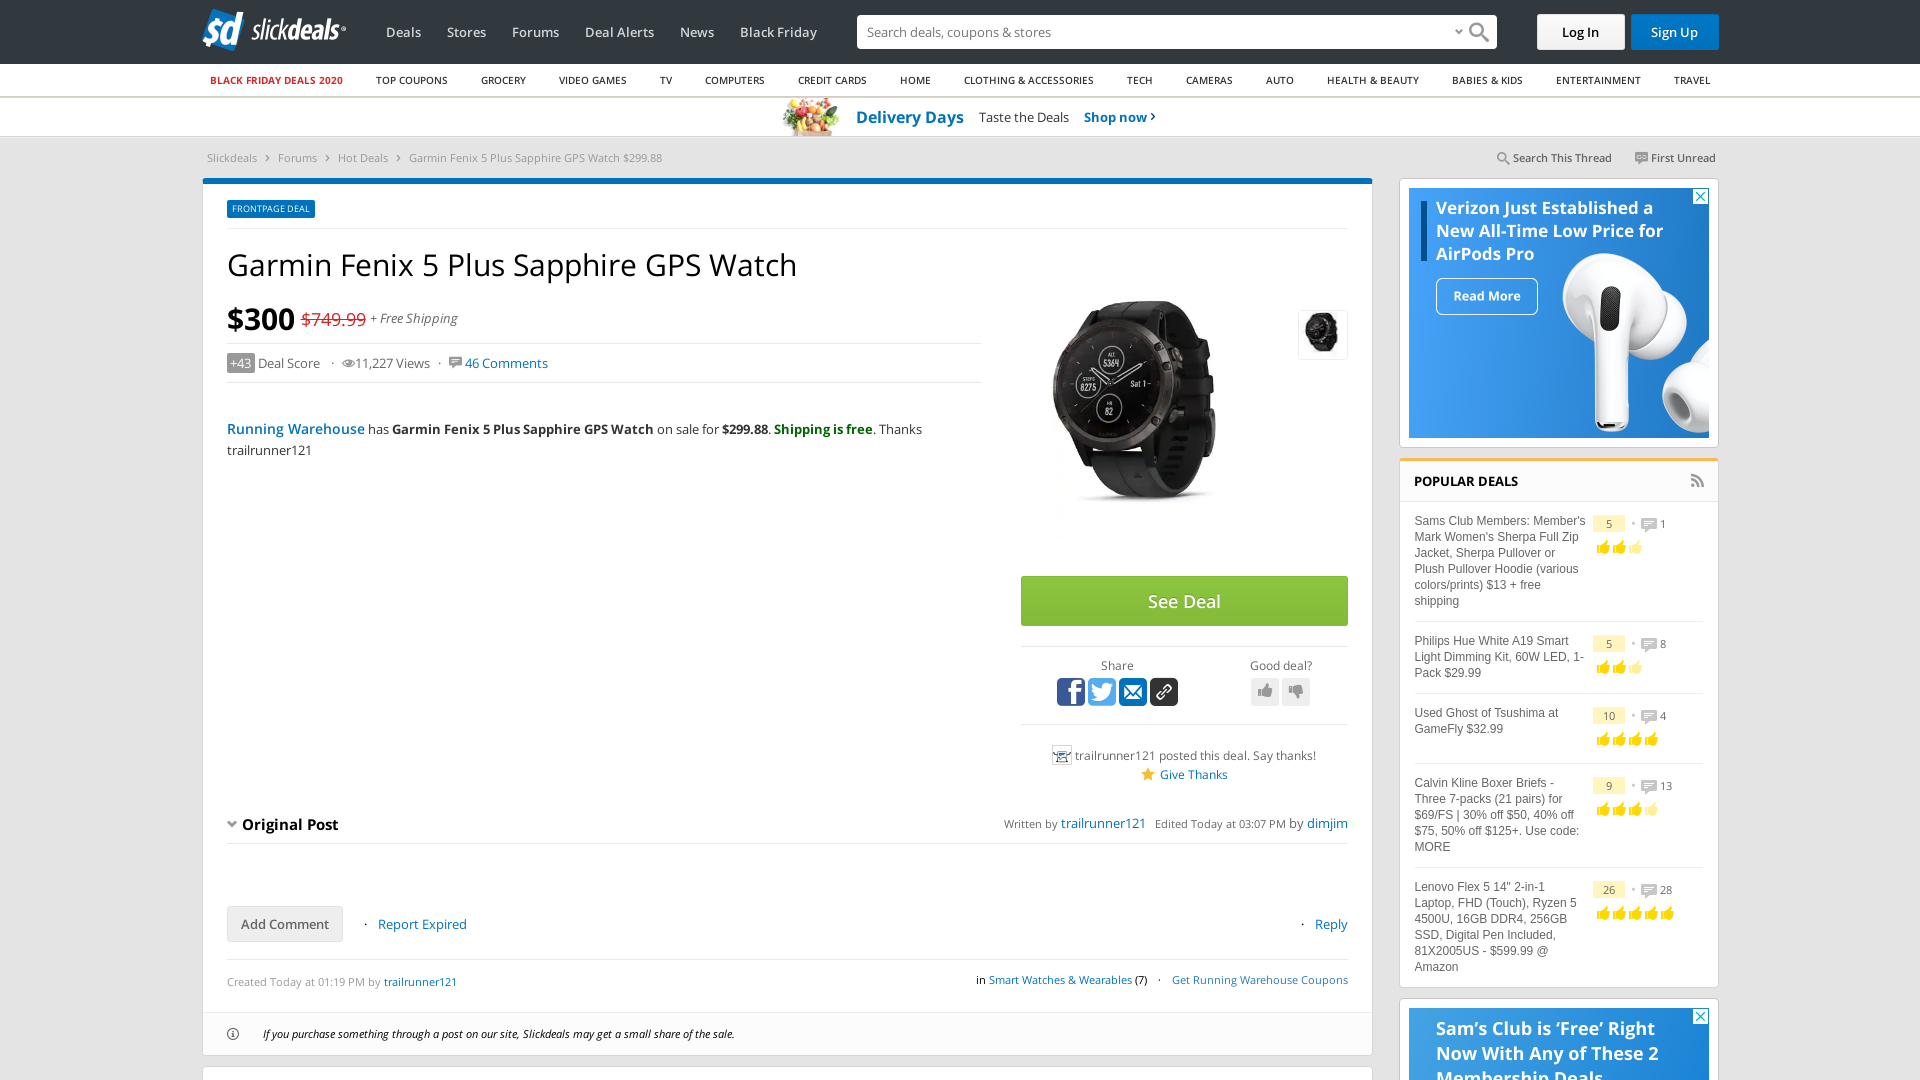 slickdeals
Deals
Stores
Forums
Deal Alerts
News
Black Friday
Search deals, coupons & stores
Log In
Sign Up
BLACK FRIDAY DEALS 2020
TOP COUPONS
GROCERY
VIDEO GAMES
TV
COMPUTERS
CREDIT CARDS
HOME
CLOTHING & ACCESSORIES
TECH
CAMERAS
AUTO
HEALTH & BEAUTY
BABIES & KIDS
ENTERTAINMENT
TRAVEL
Delivery Days Taste the Deals Shop now
Slickdeals > Forums > Hot Deals > Garmin Fenix 5 Plus Sapphire GPS Watch $299.88
Search This Thread
First Unread
FRONTPAGE DEAL
Garmin Fenix 5 Plus Sapphire GPS Watch
$300 $749.99 + Free Shipping
+43 Deal Score · 11,227 Views · 46 Comments
Running Warehouse has Garmin Fenix 5 Plus Sapphire GPS Watch on sale for $299.88. Shipping is free. Thanks
trailrunner121
ALT.
5364
STEPS
8275
Sat 1
HR
82
See Deal
Share
Good deal?
trailrunner121 posted this deal. Say thanks!
Give Thanks
Original Post
Written by trailrunner121 Edited Today at 03:07 PM by dimjim
Add Comment · Report Expired
· Reply
Created Today at 01:19 PM by trailrunner121
in Smart Watches & Wearables (7) · Get Running Warehouse Coupons
If you purchase something through a post on our site, Slickdeals may get a small share of the sale.
Verizon Just Established a
New All-Time Low Price for
AirPods Pro
Read More
POPULAR DEALS
Sams Club Members: Member's
Mark Women's Sherpa Full Zip
Jacket, Sherpa Pullover or
Plush Pullover Hoodie (various
colors/prints) $13 + free
shipping
5 • 1
Philips Hue White A19 Smart
Light Dimming Kit, 60W LED, 1-
Pack $29.99
5 • 8
Used Ghost of Tsushima at
GameFly $32.99
10 • 4
Calvin Kline Boxer Briefs -
Three 7-packs (21 pairs) for
$69/FS | 30% off $50, 40% off
$75, 50% off $125+. Use code:
MORE
9 • 13
Lenovo Flex 5 14" 2-in-1
Laptop, FHD (Touch), Ryzen 5
4500U, 16GB DDR4, 256GB
SSD, Digital Pen Included,
81X2005US - $599.99 @
Amazon
26 • 28
Sam's Club is ‘Free’ Right
Now With Any of These 2
Membership Deals